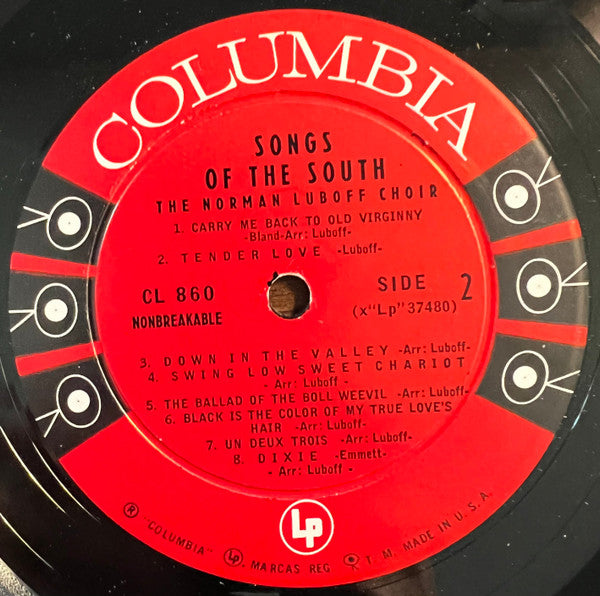 COLUMBIA
SONGS
OF THE SOUTH
THE NORMAN LUBOFF CHOIR
1. CARRY ME BACK TO OLD VIRGINNY
-Bland-Arr: Luboff-
2. TENDER LOVE -Luboff-
CL 860
NONBREAKABLE
SIDE 2
(x"Lp"37480)
3. DOWN IN THE VALLEY -Arr: Luboff-
4. SWING LOW SWEET CHARIOT
- Arr: Luboff -
5. THE BALLAD OF THE BOLL WEEVIL -Arr: Luboff-
6. BLACK IS THE COLOR OF MY TRUE LOVE'S
HAIR -Arr: Luboff-
7. UN DEUX TROIS -Arr: Luboff-
8. DIXIE -Emmett-
- Arr: Luboff -
Lp
® "COLUMBIA" Lp, MARCAS REG T. M. MADE IN U. S. A.